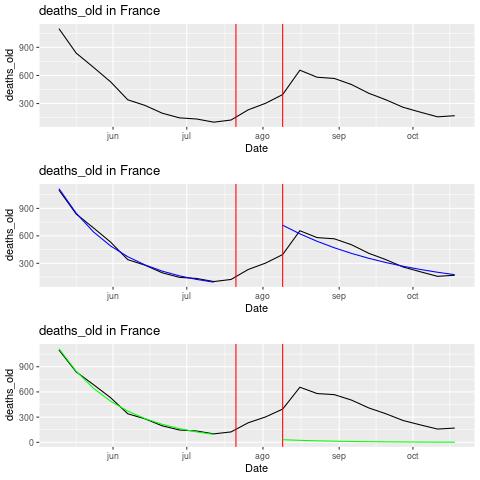 deaths_old in France
deaths_old
900
600
300
jun
jul
ago
sep
oct
Date
deaths_old in France
deaths_old
900
600
300
jun
jul
ago
sep
oct
Date
deaths_old in France
deaths_old
900
600
300
0
jun
jul
ago
sep
oct
Date